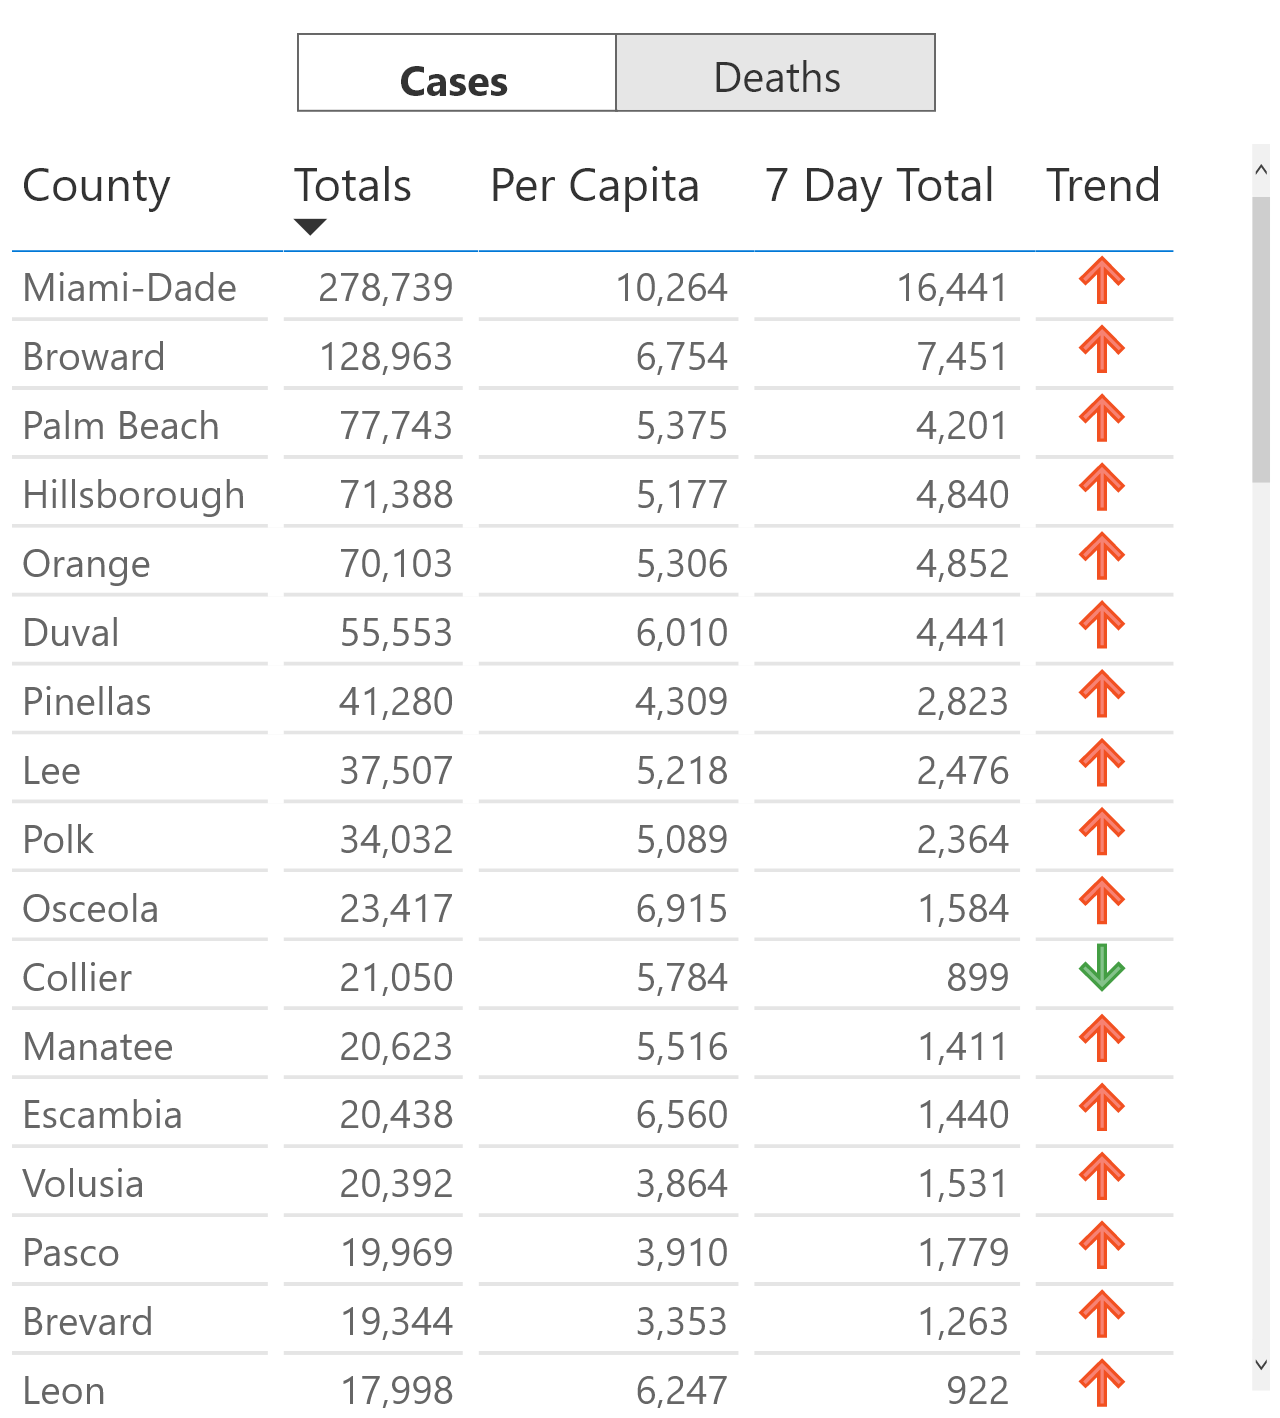 Cases Deaths
County Totals Per Capita 7 Day Total Trend
Miami-Dade 278,739 10,264 16,441
Broward 128,963 6,754 7,451
Palm Beach 77,743 5,375 4,201
Hillsborough 71,388 5,177 4,840
Orange 70,103 5,306 4,852
Duval 55,553 6,010 4,441
Pinellas 41,280 4,309 2,823
Lee 37,507 5,218 2,476
Polk 34,032 5,089 2,364
Osceola 23,417 6,915 1,584
Collier 21,050 5,784 899
Manatee 20,623 5,516 1,411
Escambia 20,438 6,560 1,440
Volusia 20,392 3,864 1,531
Pasco 19,969 3,910 1,779
Brevard 19,344 3,353 1,263
Leon 17,998 6,247 922